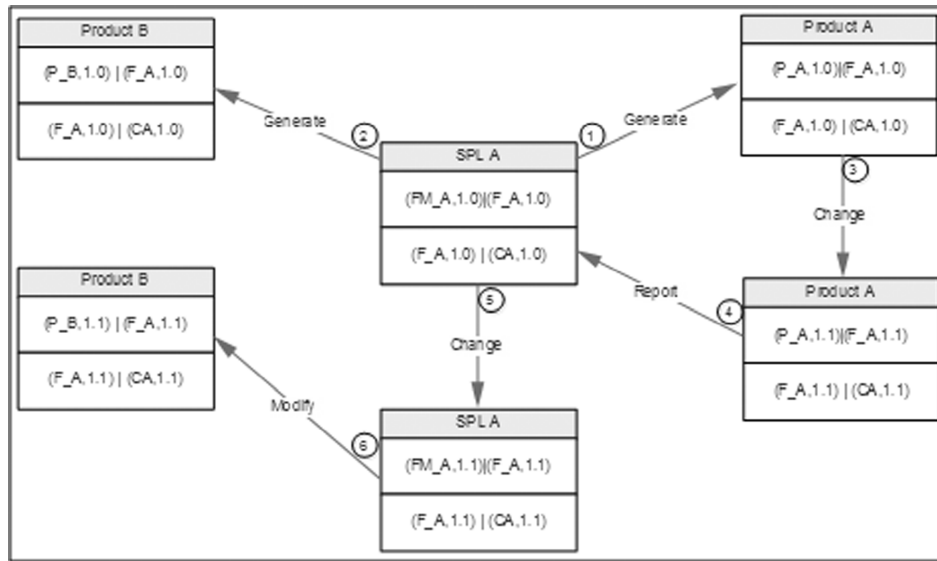 Product B
(P_B,1.0) | (F_A,1.0)
(F_A,1.0) | (CA,1.0)
Product A
(P_A,1.0)|(F_A,1.0)
(F_A,1.0) | (CA,1.0)
Generate
2
1
Generate
SPL A
(FM_A,1.0)|(F_A,1.0)
(F_A,1.0) | (CA,1.0)
3
Change
Product B
(P_B,1.1) | (F_A,1.1)
(F_A,1.1) | (CA,1.1)
5
Change
Report
4
Product A
(P_A,1.1)|(F_A,1.1)
(F_A,1.1) | (CA,1.1)
Modify
6
SPL A
(FM_A,1.1)|(F_A,1.1)
(F_A,1.1) | (CA,1.1)